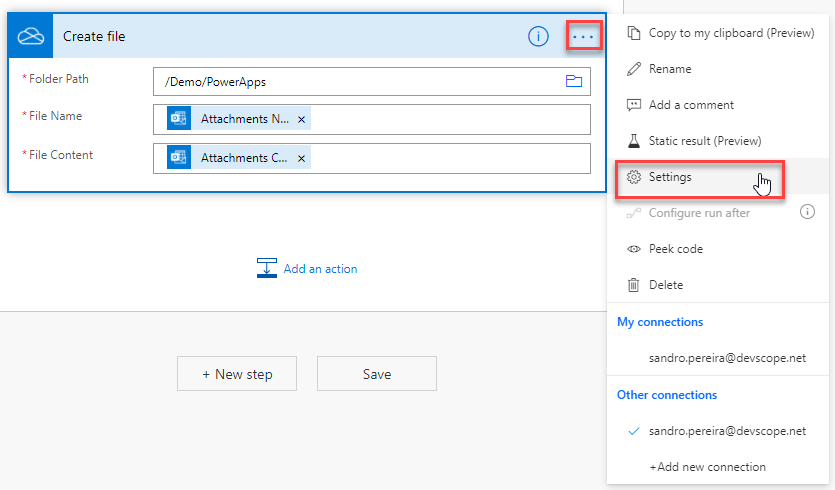 Create file
* Folder Path
/Demo/PowerApps
* File Name
Attachments N... ×
* File Content
Attachments C... ×
Add an action
+ New step
Save
Copy to my clipboard (Preview)
Rename
Add a comment
Static result (Preview)
Settings
Configure run after
Peek code
Delete
My connections
sandro.pereira@devscope.net
Other connections
sandro.pereira@devscope.net
+Add new connection